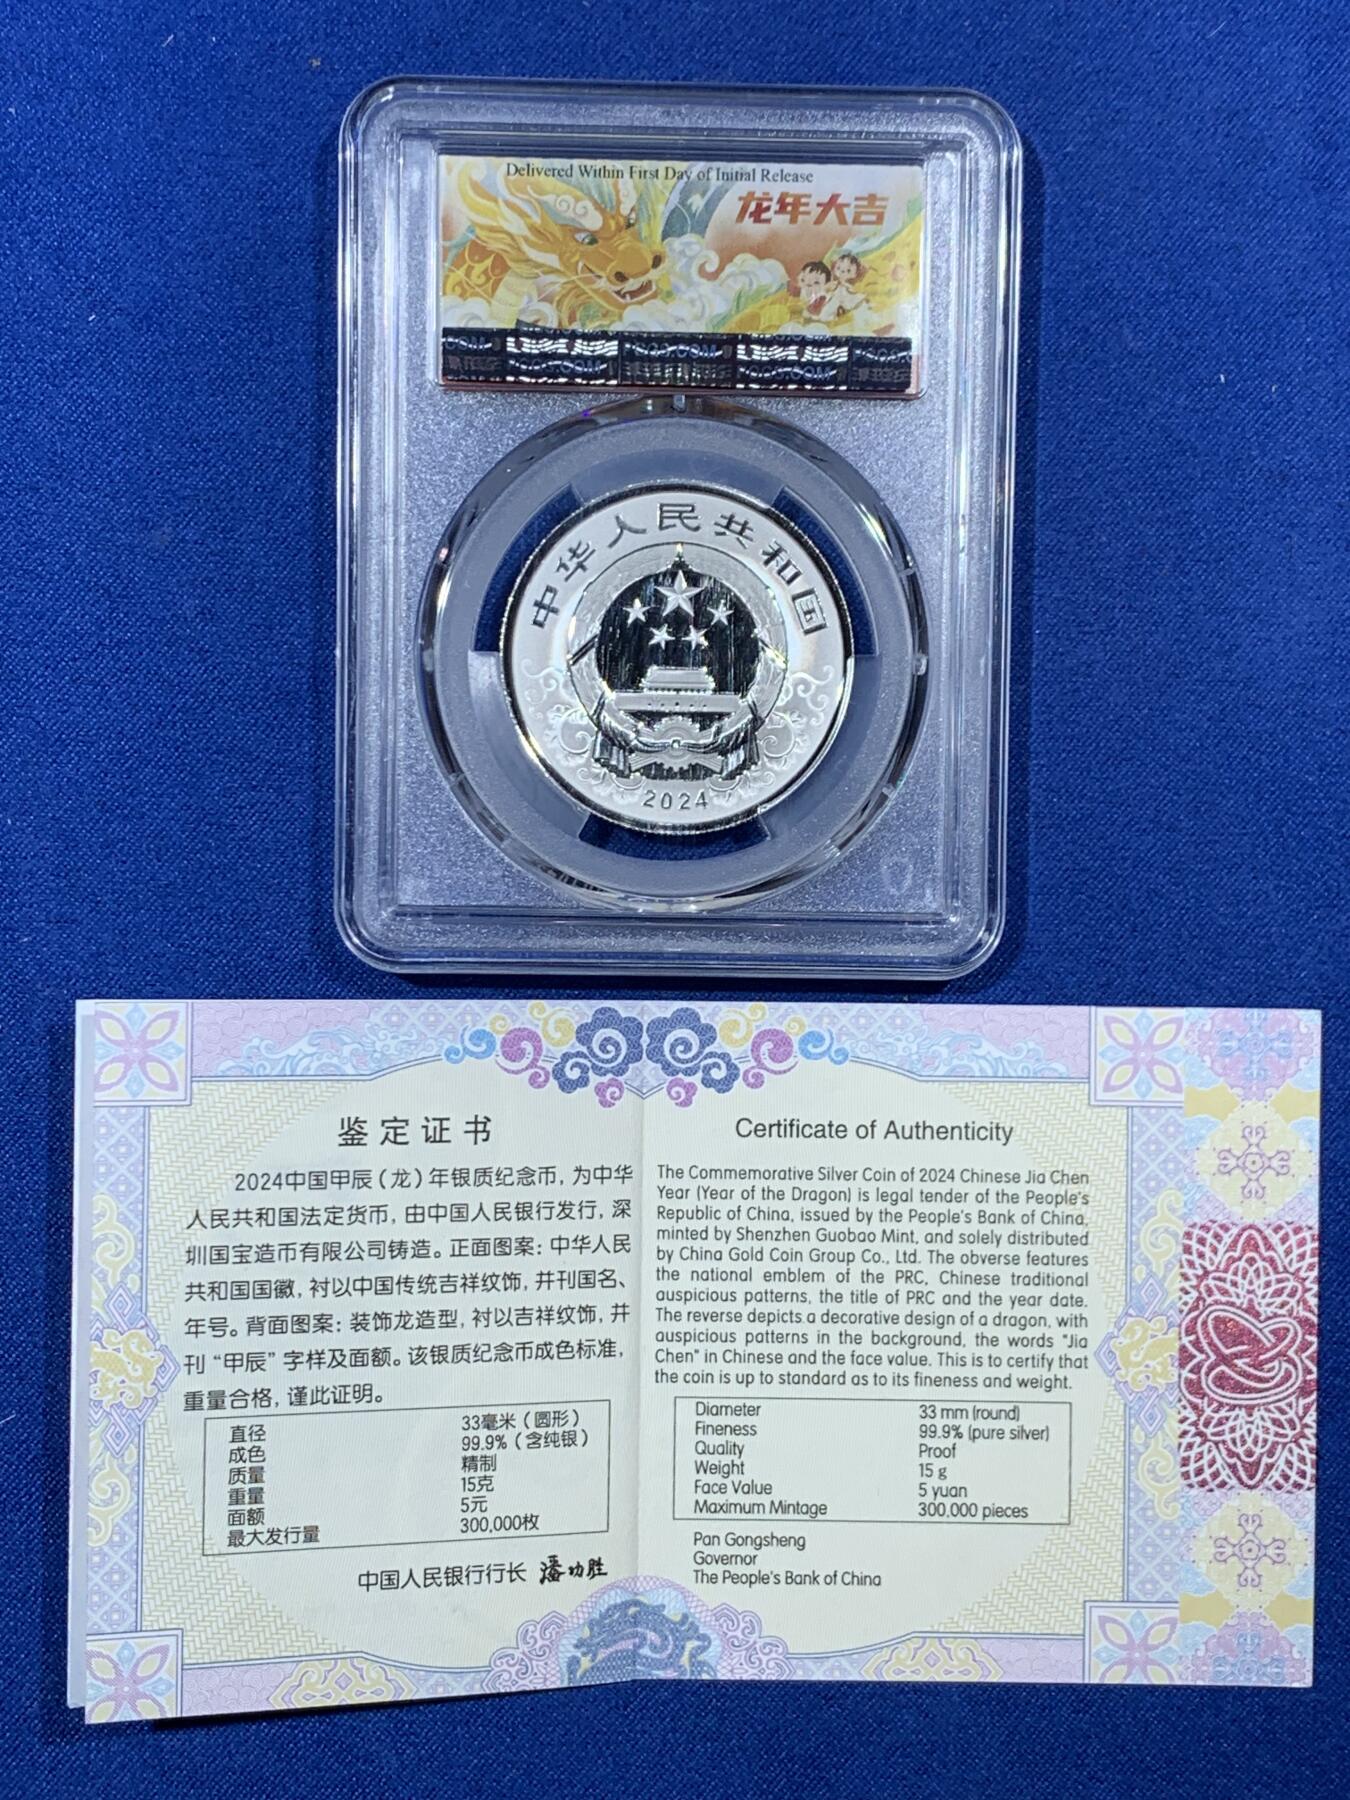 Delivered Within First Day of Initial Release
龙年大吉
PCGS.COM
中华人民共和国
2024
鉴定证书
2024中国甲辰(龙)年银质纪念币,为中华
人民共和国法定货币,由中国人民银行发行,深
圳国宝造币有限公司铸造。正面图案:中华人民
共和国国徽,衬以中国传统吉祥纹饰,并刊国名、
年号。背面图案:装饰龙造型,衬以吉祥纹饰,并
刊“甲辰”字样及面额。该银质纪念币成色标准,
重量合格,谨此证明。
直径 33毫米(圆形)
成色 99.9%(含纯银)
质量 精制
重量 15克
面额 5元
最大发行量 300,000枚
中国人民银行行长 潘功胜
Certificate of Authenticity
The Commemorative Silver Coin of 2024 Chinese Jia Chen
Year (Year of the Dragon) is legal tender of the People's
Republic of China, issued by the People's Bank of China,
minted by Shenzhen Guobao Mint, and solely distributed
by China Gold Coin Group Co., Ltd. The obverse features
the national emblem of the PRC, Chinese traditional
auspicious patterns, the title of PRC and the year date.
The reverse depicts a decorative design of a dragon, with
auspicious patterns in the background, the words "Jia
Chen" in Chinese and the face value. This is to certify that
the coin is up to standard as to its fineness and weight.
Diameter 33 mm (round)
Fineness 99.9% (pure silver)
Quality Proof
Weight 15 g
Face Value 5 yuan
Maximum Mintage 300,000 pieces
Pan Gongsheng
Governor
The People's Bank of China